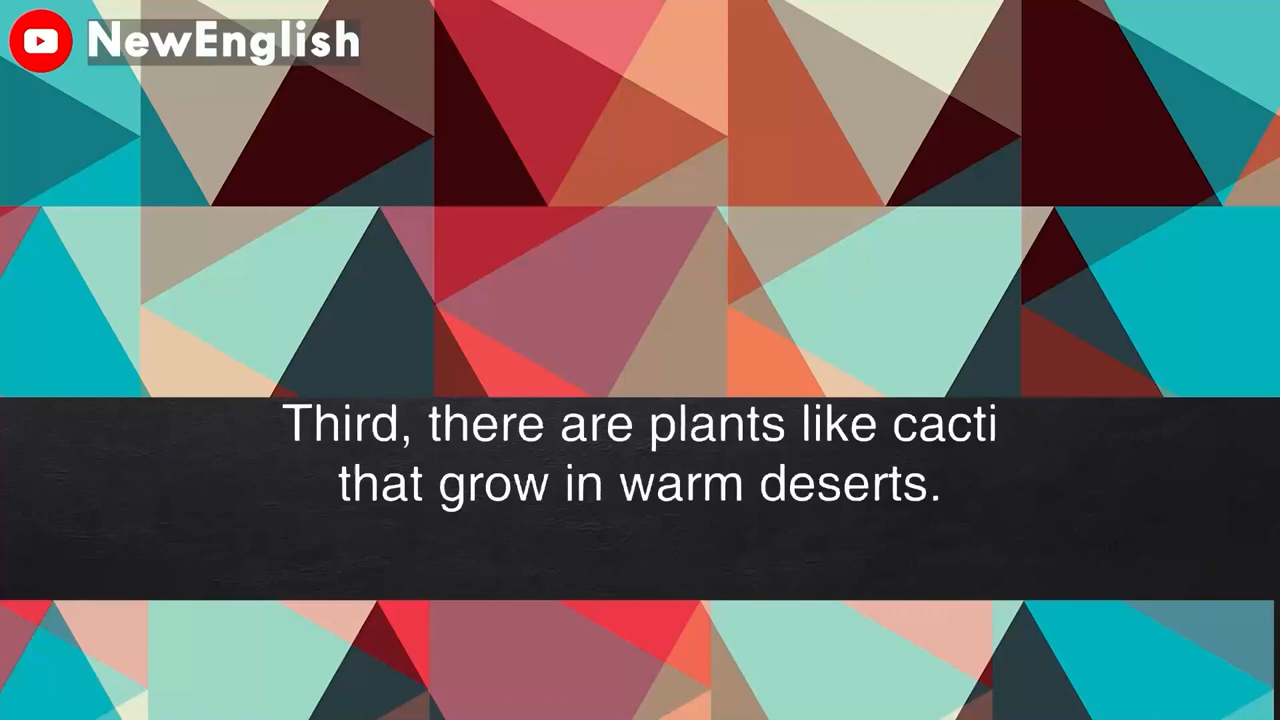 NewEnglish
Third, there are plants like cacti
that grow in warm deserts.